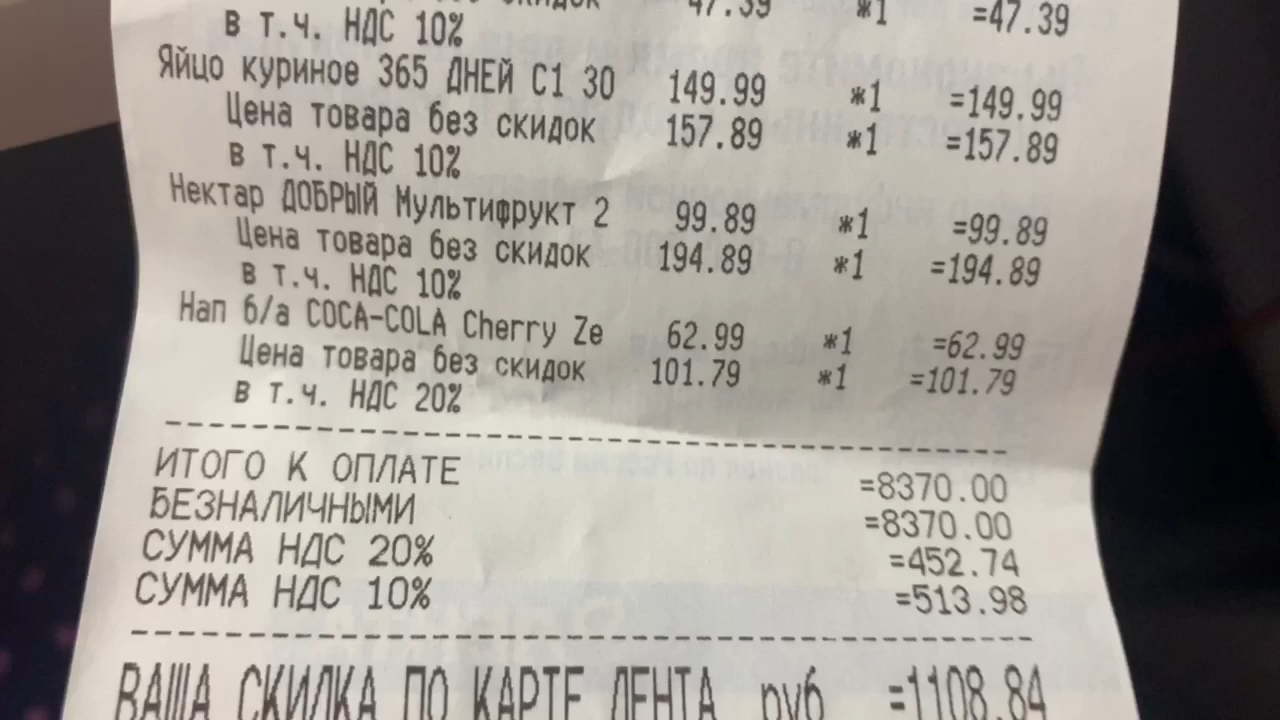 скидок 47.39 *1 =47.39
в т.ч. НДС 10%
Яйцо куриное 365 ДНЕЙ С1 30 149.99 *1 =149.99
Цена товара без скидок 157.89 *1 =157.89
в т.ч. НДС 10%
Нектар ДОБРЫЙ Мультифрукт 2 99.89 *1 =99.89
Цена товара без скидок 194.89 *1 =194.89
в т.ч. НДС 10%
Нап б/а COCA-COLA Cherry Ze 62.99 *1 =62.99
Цена товара без скидок 101.79 *1 =101.79
в т.ч. НДС 20%
ИТОГО К ОПЛАТЕ =8370.00
БЕЗНАЛИЧНЫМИ =8370.00
СУММА НДС 20% =452.74
СУММА НДС 10% =513.98
ВАША СКИДКА ПО КАРТЕ ЛЕНТА руб =1108.84